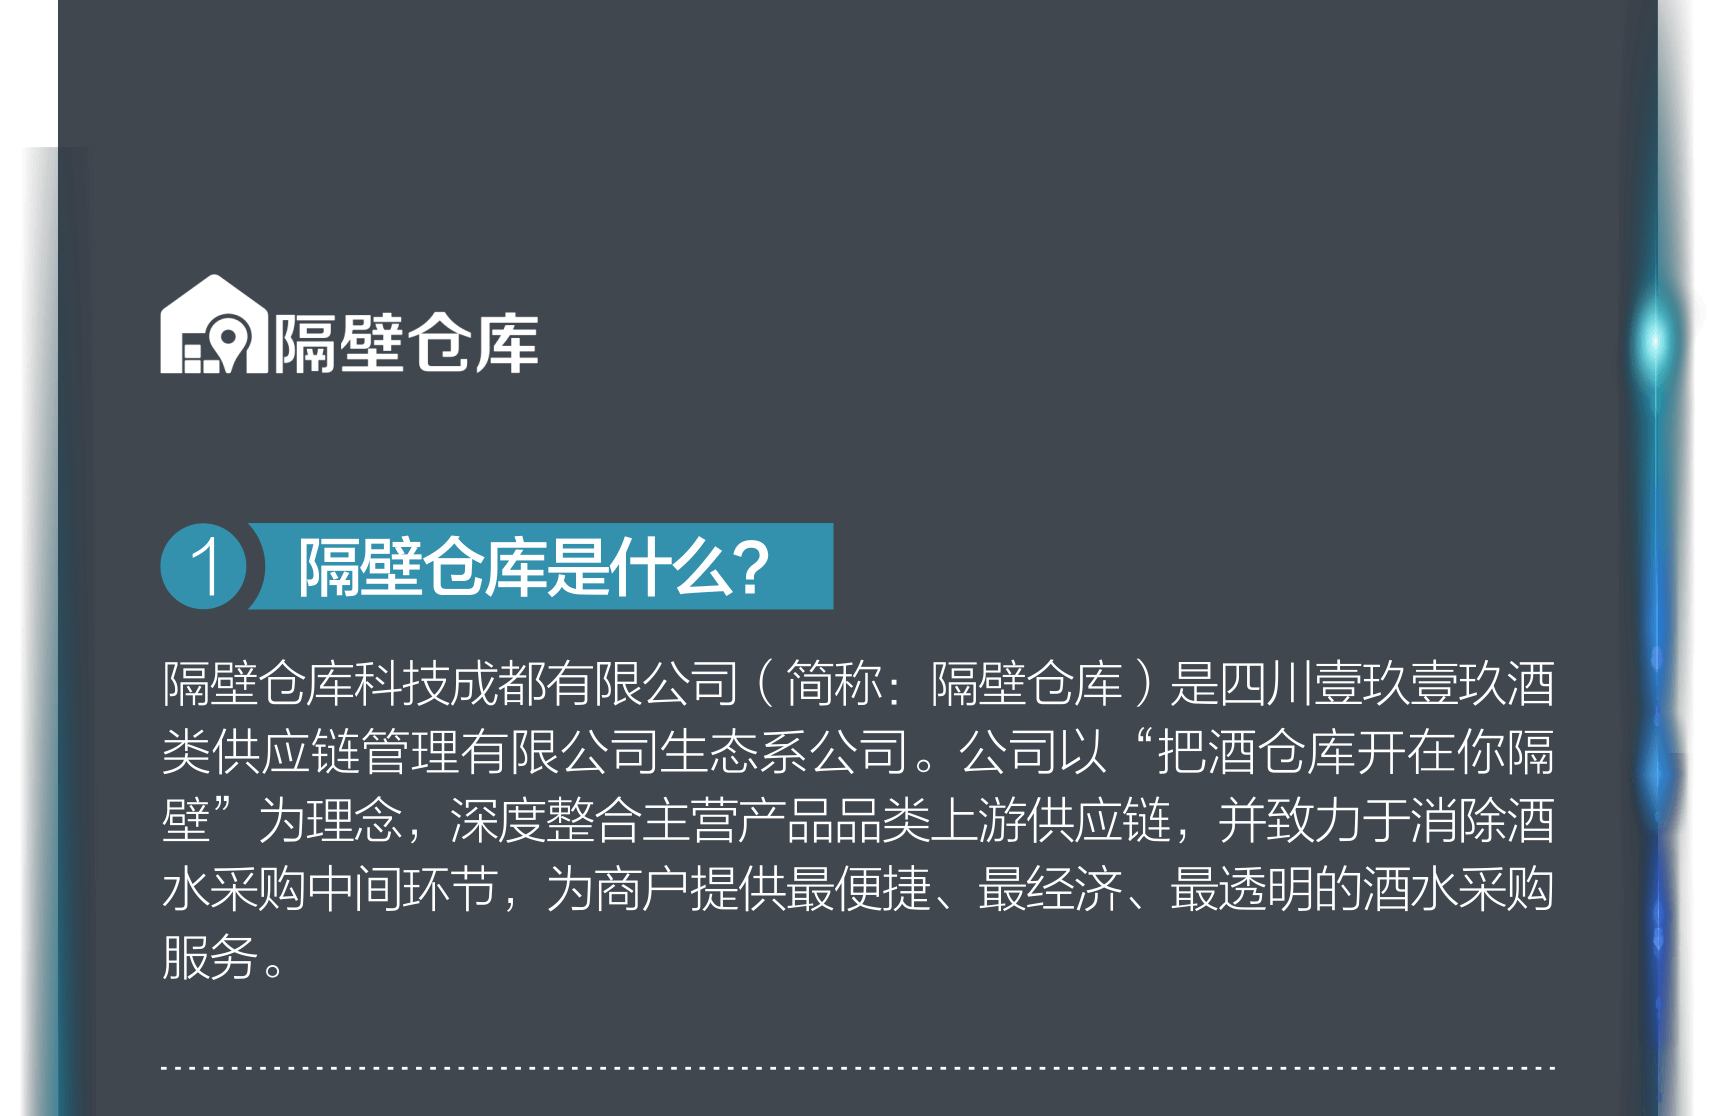 隔壁仓库
1 隔壁仓库是什么?
隔壁仓库科技成都有限公司（简称：隔壁仓库）是四川壹玖壹玖酒
类供应链管理有限公司生态系公司。公司以“把酒仓库开在你隔
壁”为理念，深度整合主营产品品类上游供应链，并致力于消除酒
水采购中间环节，为商户提供最便捷、最经济、最透明的酒水采购
服务。